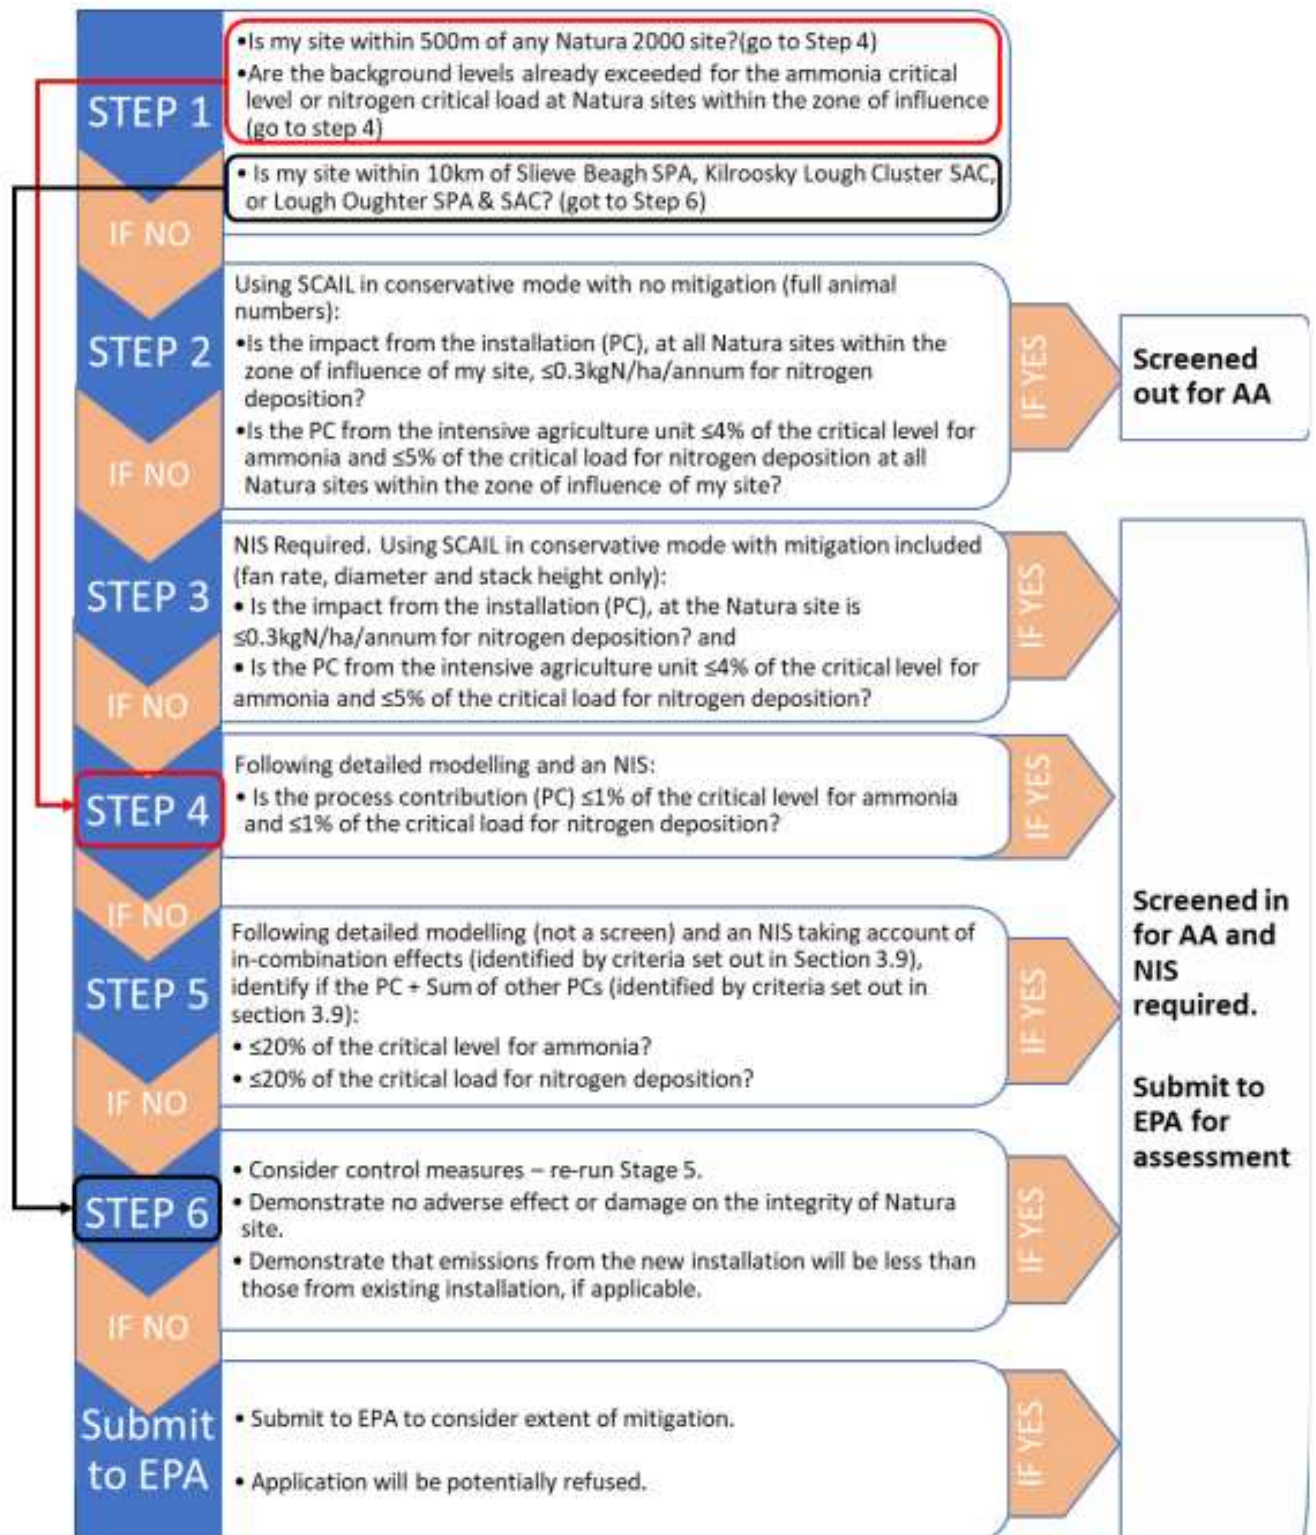 •Is my site within 500m of any Natura 2000 site?(go to Step 4)
•Are the background levels already exceeded for the ammonia critical
level or nitrogen critical load at Natura sites within the zone of influence
(go to step 4)
STEP 1
• Is my site within 10km of Slieve Beagh SPA, Kilroosky Lough Cluster SAC,
or Lough Oughter SPA & SAC? (got to Step 6)
IF NO
STEP 2
Using SCAIL in conservative mode with no mitigation (full animal
numbers):
•Is the impact from the installation (PC), at all Natura sites within the
zone of influence of my site, ≤0.3kgN/ha/annum for nitrogen
deposition?
•Is the PC from the intensive agriculture unit ≤4% of the critical level for
ammonia and ≤5% of the critical load for nitrogen deposition at all
Natura sites within the zone of influence of my site?
IF YES
Screened
out for AA
IF NO
STEP 3
NIS Required. Using SCAIL in conservative mode with mitigation included
(fan rate, diameter and stack height only):
• Is the impact from the installation (PC), at the Natura site is
≤0.3kgN/ha/annum for nitrogen deposition? and
• Is the PC from the intensive agriculture unit ≤4% of the critical level for
ammonia and ≤5% of the critical load for nitrogen deposition?
IF YES
IF NO
STEP 4
Following detailed modelling and an NIS:
• Is the process contribution (PC) ≤1% of the critical level for ammonia
and ≤1% of the critical load for nitrogen deposition?
IF YES
IF NO
STEP 5
Following detailed modelling (not a screen) and an NIS taking account of
in-combination effects (identified by criteria set out in Section 3.9),
identify if the PC + Sum of other PCs (identified by criteria set out in
section 3.9):
• ≤20% of the critical level for ammonia?
• ≤20% of the critical load for nitrogen deposition?
IF YES
IF NO
STEP 6
• Consider control measures – re-run Stage 5.
• Demonstrate no adverse effect or damage on the integrity of Natura
site.
• Demonstrate that emissions from the new installation will be less than
those from existing installation, if applicable.
IF YES
IF NO
Submit
to EPA
• Submit to EPA to consider extent of mitigation.
• Application will be potentially refused.
IF YES
Screened in
for AA and
NIS
required.
Submit to
EPA for
assessment